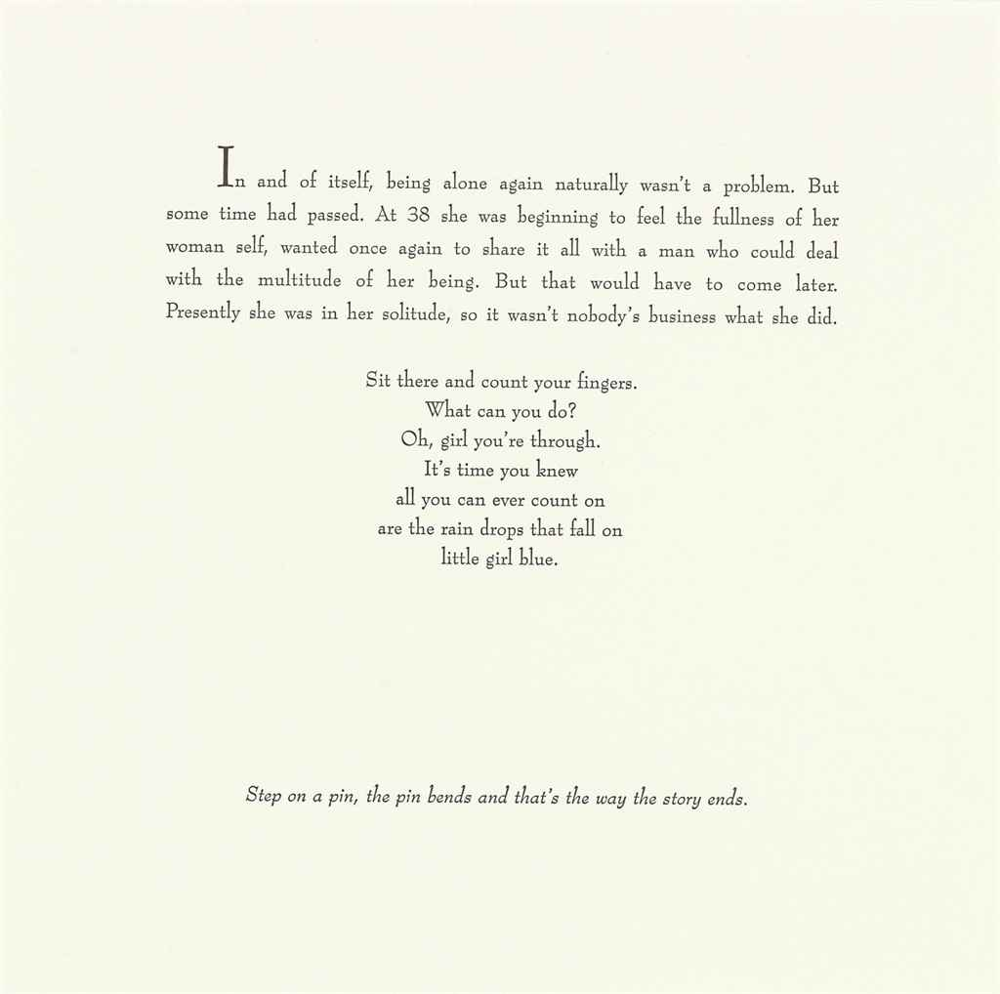 In and of itself, being alone again naturally wasn't a problem. But
some time had passed. At 38 she was beginning to feel the fullness of her
woman self, wanted once again to share it all with a man who could deal
with the multitude of her being. But that would have to come later.
Presently she was in her solitude, so it wasn't nobody's business what she did.
Sit there and count your fingers.
What can you do?
Oh, girl you're through.
It's time you knew
all you can ever count on
are the rain drops that fall on
little girl blue.
Step on a pin, the pin bends and that's the way the story ends.